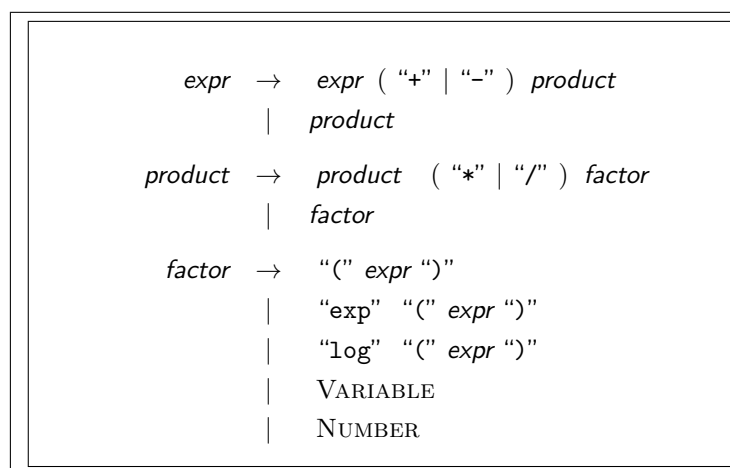 expr → expr ( “+” | “-” ) product
| product
product → product ( “*” | “/” ) factor
| factor
factor → “(” expr “)”
| “exp” “(” expr “)”
| “log” “(” expr “)”
| VARIABLE
| NUMBER